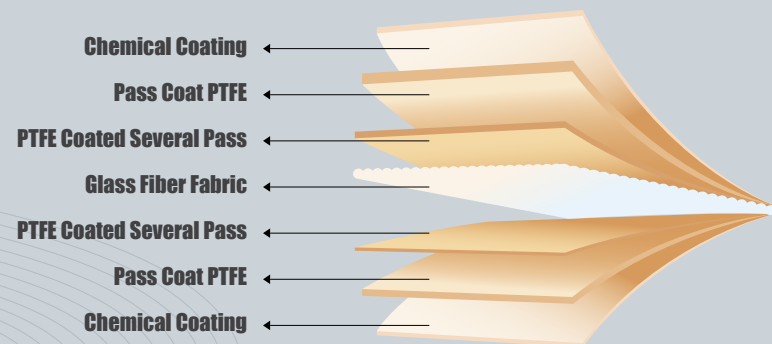 Chemical Coating
Pass Coat PTFE
PTFE Coated Several Pass
Glass Fiber Fabric
PTFE Coated Several Pass
Pass Coat PTFE
Chemical Coating